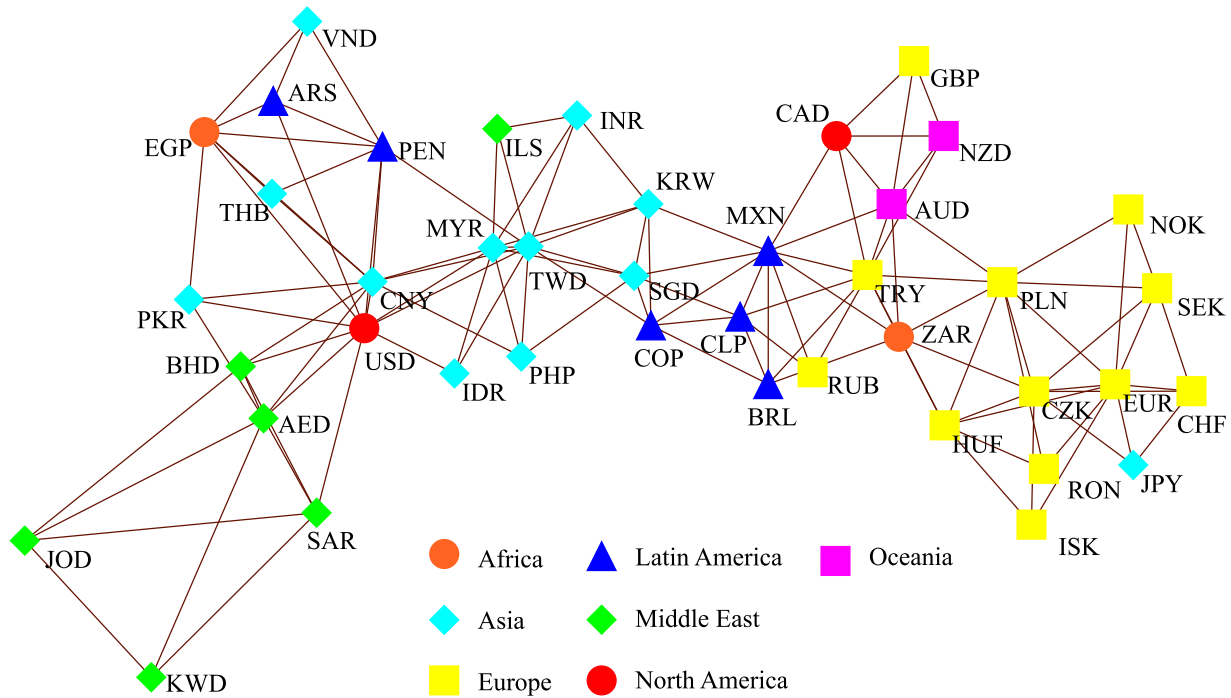 VND
GBP
ARS
CAD
INR
EGP
ILS
PEN
NZD
KRW
THB
AUD
MXN
NOK
MYR
TWD
CNY
SGD
TRY
PLN
SEK
PKR
ZAR
USD
COP
CLP
BHD
PHP
IDR
RUB
EUR
CZK
BRL
CHF
AED
HUF
JPY
RON
SAR
ISK
JOD
KWD
Africa
Latin America
Oceania
Asia
Middle East
Europe
North America